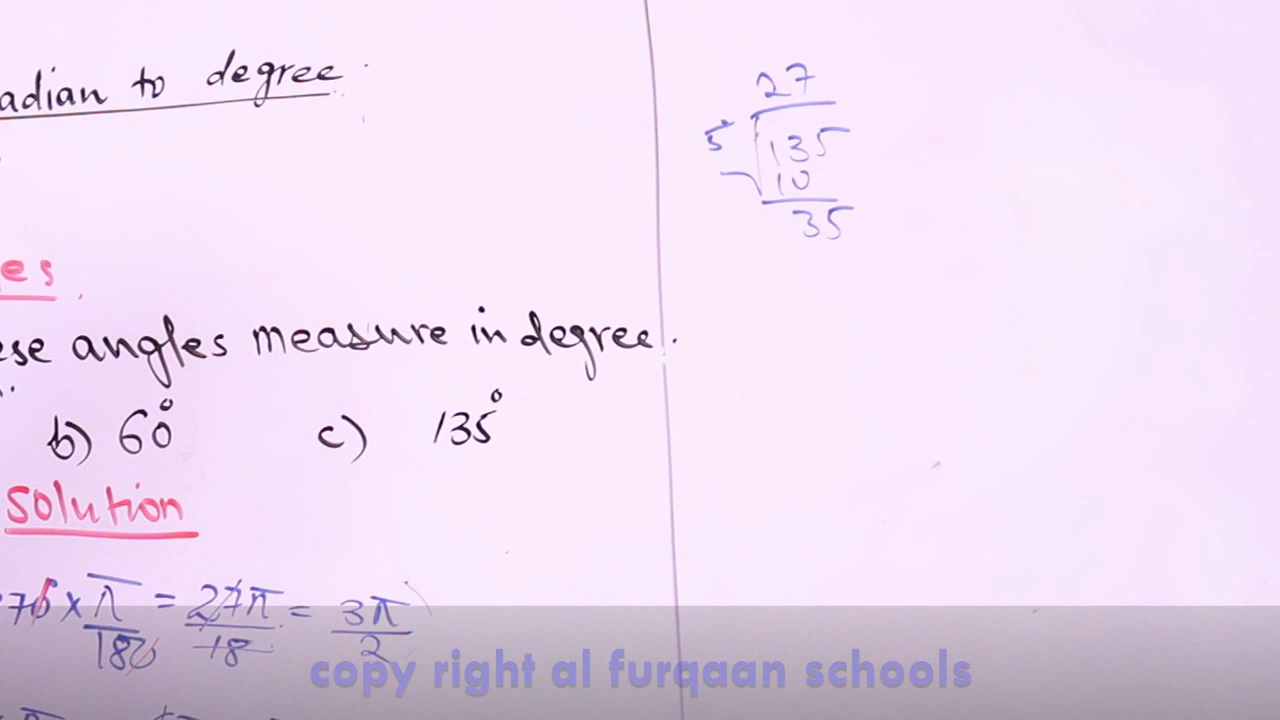 adian to degree
es.
ese angles measure in degree.
b) 60° c) 135°
solution
270 × π/180 = 27π/18 = 3π/2
27
5 135
10
35
copy right al furqaan schools